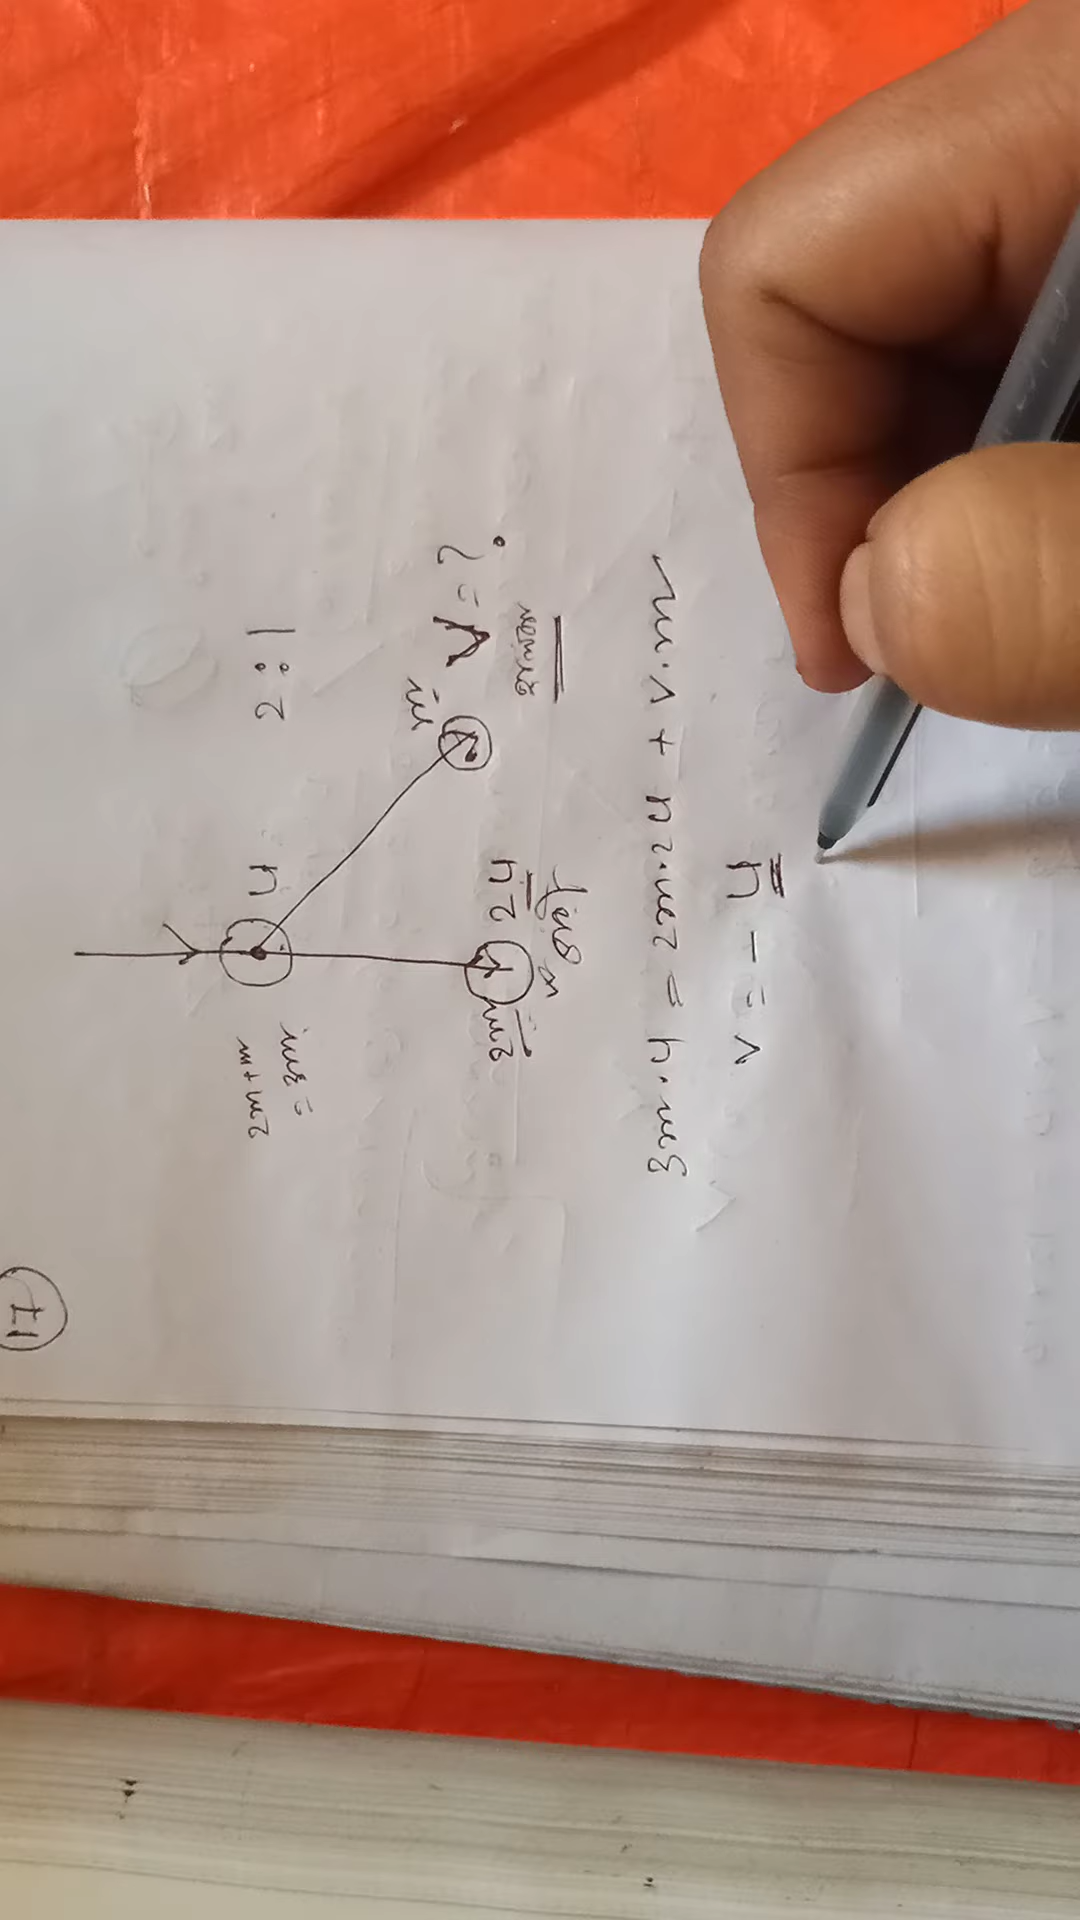 17
2m+m
= 3m
u
2:1
m
v = ?
2m
2u
3m.u = 2m.2u + m.v
v = - u